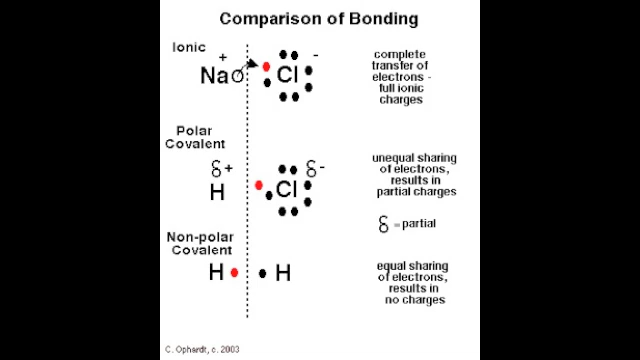 Comparison of Bonding
Ionic
+
Na
Cl
-
complete
transfer of
electrons -
full ionic
charges
Polar
Covalent
δ+
H
Cl
δ-
unequal sharing
of electrons,
results in
partial charges
δ = partial
Non-polar
Covalent
H
H
equal sharing
of electrons,
results in
no charges
C. Ophardt, c. 2003